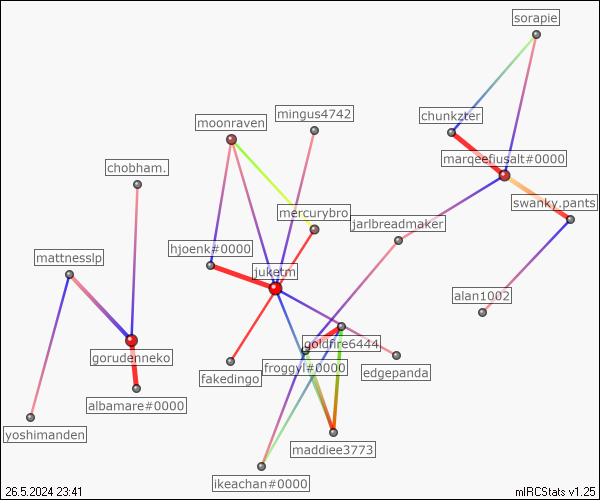 sorapie
chunkzter
mingus4742
moonraven
marqeefiusalt#0000
chobham.
swanky.pants
mercurybro
jarlbreadmaker
hjoenk#0000
mattnesslp
juketm
alan1002
goldfire6444
gorudenneko
froggyl#0000
edgepanda
fakedingo
albamare#0000
yoshimanden
maddiee3773
ikeachan#0000
26.5.2024 23:41
mIRCStats v1.25